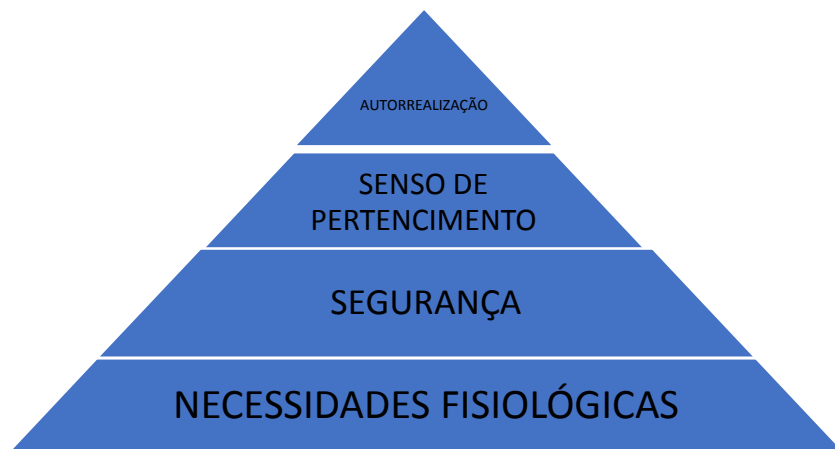 AUTORREALIZAÇÃO
SENSO DE
PERTENCIMENTO
SEGURANÇA
NECESSIDADES FISIOLÓGICAS